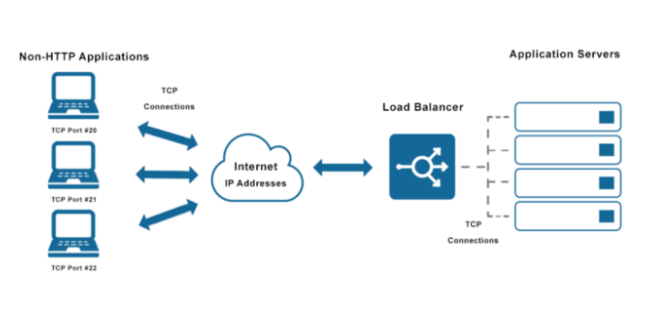 Non-HTTP Applications
Application Servers
TCP
Connections
TCP Port #20
Load Balancer
Internet
IP Addresses
TCP Port #21
TCP
Connections
TCP Port #22